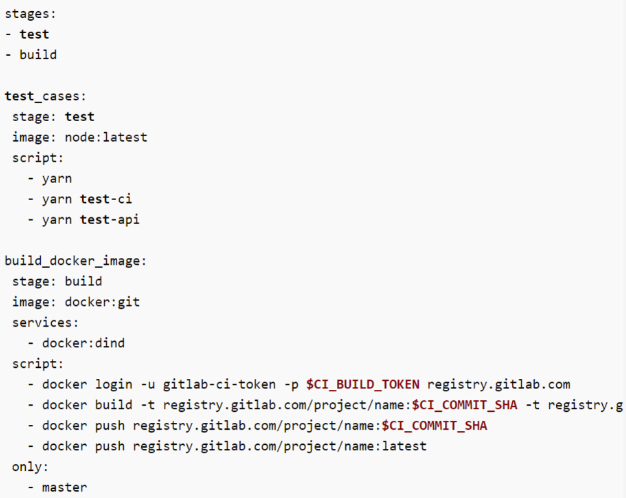 stages:
- test
- build

test_cases:
 stage: test
 image: node:latest
 script:
   - yarn
   - yarn test-ci
   - yarn test-api

build_docker_image:
 stage: build
 image: docker:git
 services:
   - docker:dind
 script:
   - docker login -u gitlab-ci-token -p $CI_BUILD_TOKEN registry.gitlab.com
   - docker build -t registry.gitlab.com/project/name:$CI_COMMIT_SHA -t registry.g
   - docker push registry.gitlab.com/project/name:$CI_COMMIT_SHA
   - docker push registry.gitlab.com/project/name:latest
 only:
   - master